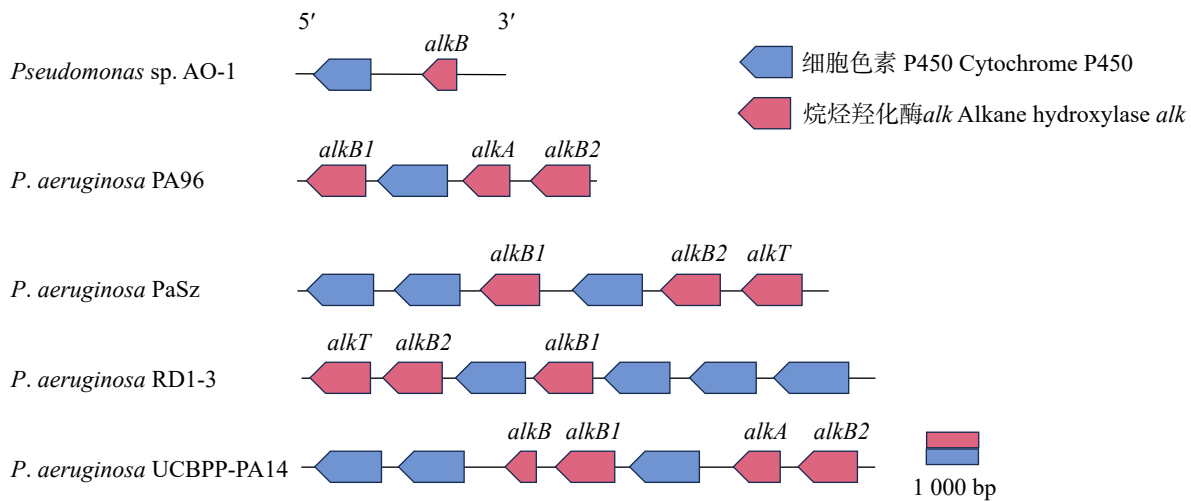 5′ 3′
Pseudomonas sp. AO-1
alkB
细胞色素 P450 Cytochrome P450
烷烃羟化酶alk Alkane hydroxylase alk
P. aeruginosa PA96
alkB1 alkA alkB2
P. aeruginosa PaSz
alkB1 alkB2 alkT
P. aeruginosa RD1-3
alkT alkB2 alkB1
P. aeruginosa UCBPP-PA14
alkB alkB1 alkA alkB2
1 000 bp